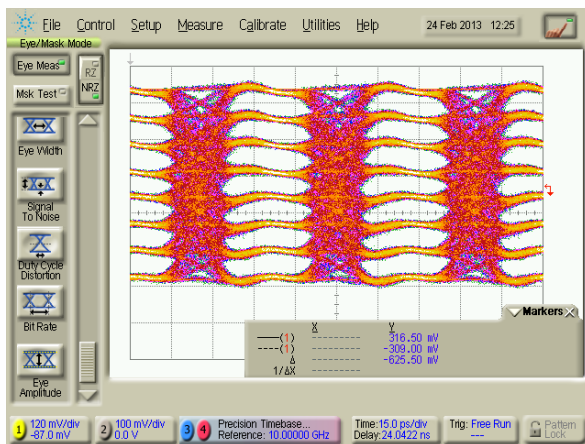 File Control Setup Measure Calibrate Utilities Help 24 Feb 2013 12:25
Eye/Mask Mode
Eye Meas
RZ
NRZ
Msk Test
Eye Width
Signal
To Noise
Duty Cycle
Distortion
Bit Rate
Eye
Amplitude
Markers
X Y
(1) 316.50 mV
(1) -309.00 mV
Δ -625.50 mV
1/ΔX
1 120 mV/div
-87.0 mV
2 100 mV/div
0.0 V
3 4 Precision Timebase...
Reference: 10.00000 GHz
Time:15.0 ps/div
Delay:24.0422 ns
Trig: Free Run
---
Pattern
Lock